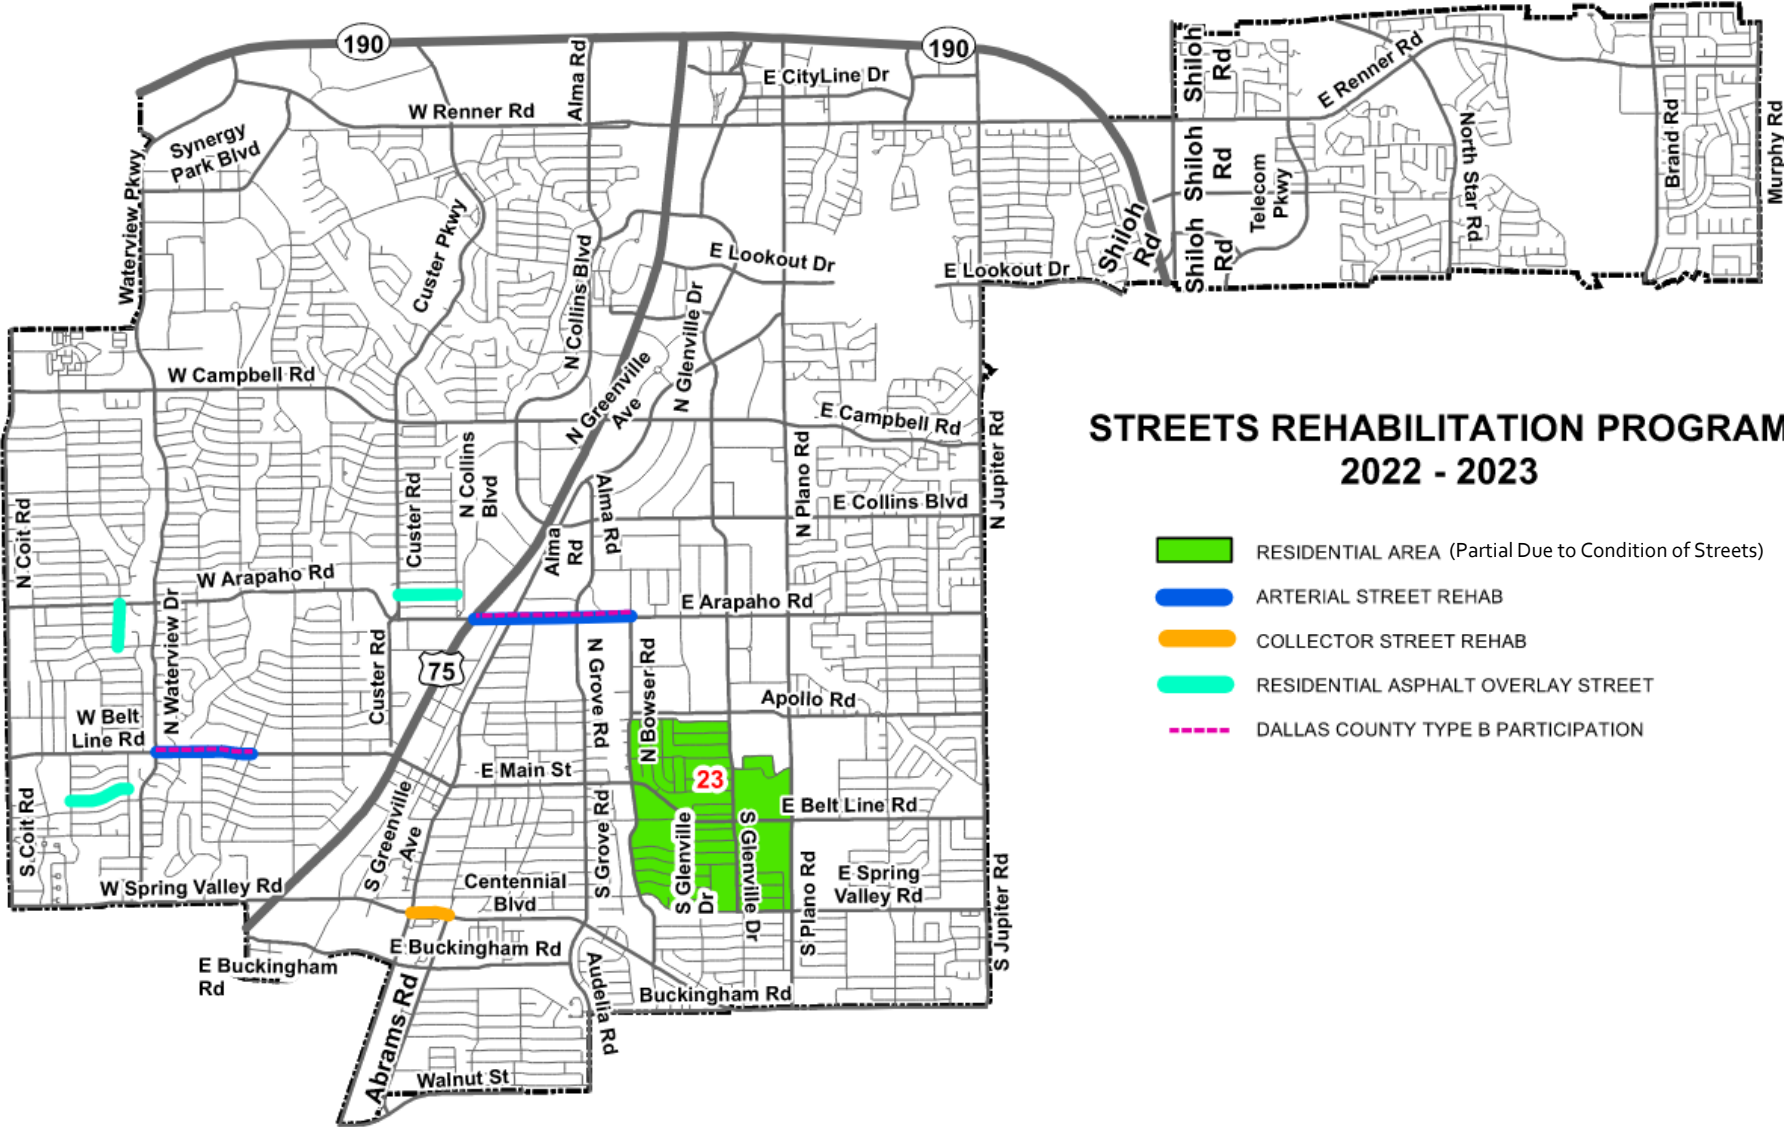 190
190
Alma Rd
E CityLine Dr
Shiloh
Rd
E Renner Rd
W Renner Rd
Synergy
Park Blvd
Waterview Pkwy
Custer Pkwy
N Collins Blvd
E Lookout Dr
E Lookout Dr
Shiloh
Rd
Shiloh
Rd
Shiloh
Rd
Telecom
Pkwy
North Star Rd
Brand Rd
Murphy Rd
N Glenville Dr
N Greenville
Ave
W Campbell Rd
E Campbell Rd
STREETS REHABILITATION PROGRAM
2022 - 2023
N Coit Rd
Custer Rd
N Collins
Blvd
Alma
Rd
Alma Rd
N Plano Rd
E Collins Blvd
N Jupiter Rd
RESIDENTIAL AREA (Partial Due to Condition of Streets)
ARTERIAL STREET REHAB
COLLECTOR STREET REHAB
RESIDENTIAL ASPHALT OVERLAY STREET
DALLAS COUNTY TYPE B PARTICIPATION
W Arapaho Rd
E Arapaho Rd
N Waterview Dr
Custer Rd
75
N Grove Rd
N Bowser Rd
Apollo Rd
W Belt
Line Rd
E Main St
23
E Belt Line Rd
S Coit Rd
S Greenville
Ave
S Grove Rd
S Glenville
Dr
S Glenville Dr
S Plano Rd
E Spring
Valley Rd
W Spring Valley Rd
Centennial
Blvd
S Jupiter Rd
E Buckingham Rd
E Buckingham
Rd
Audelia Rd
Buckingham Rd
Abrams Rd
Walnut St